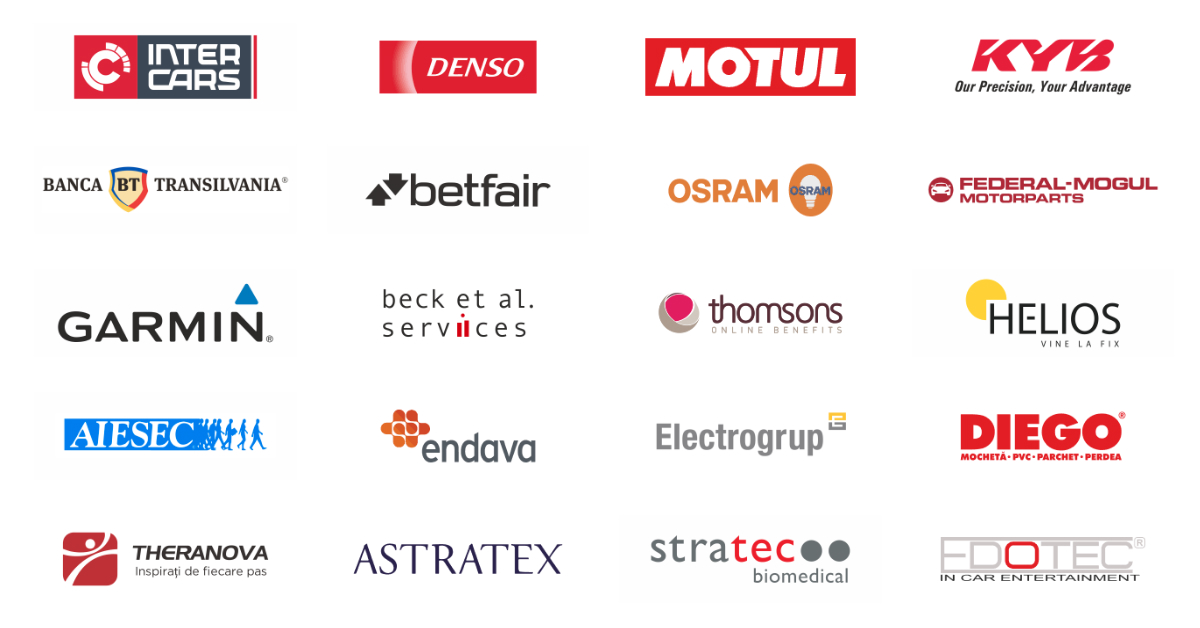 INTER CARS
DENSO
MOTUL
KYB
Our Precision, Your Advantage
BANCA BT TRANSILVANIA®
betfair
OSRAM OSRAM
FEDERAL-MOGUL
MOTORPARTS
GARMIN®
beck et al.
services
thomsons
ONLINE BENEFITS
HELIOS
VINE LA FIX
AIESEC
endava
Electrogrup
DIEGO®
MOCHETĂ · PVC · PARCHET · PERDEA
THERANOVA
Inspirați de fiecare pas
ASTRATEX
stratec
biomedical
EDOTEC®
IN CAR ENTERTAINMENT